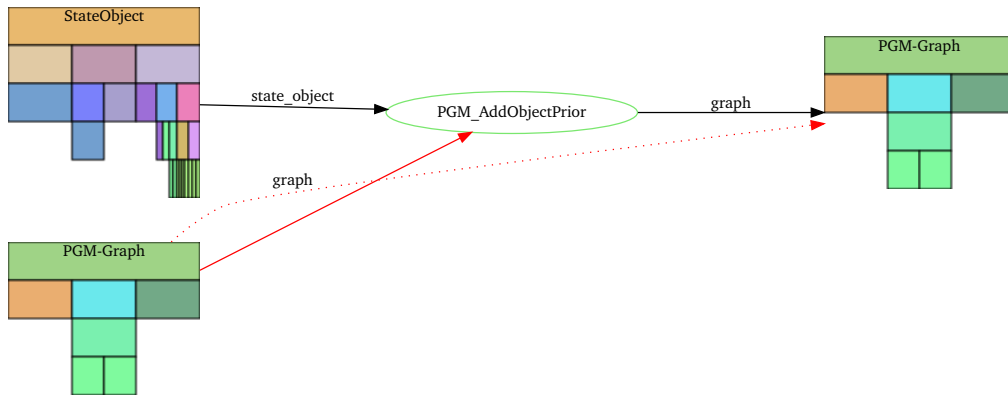 StateObject
PGM-Graph
state_object
PGM_AddObjectPrior
graph
graph
PGM-Graph